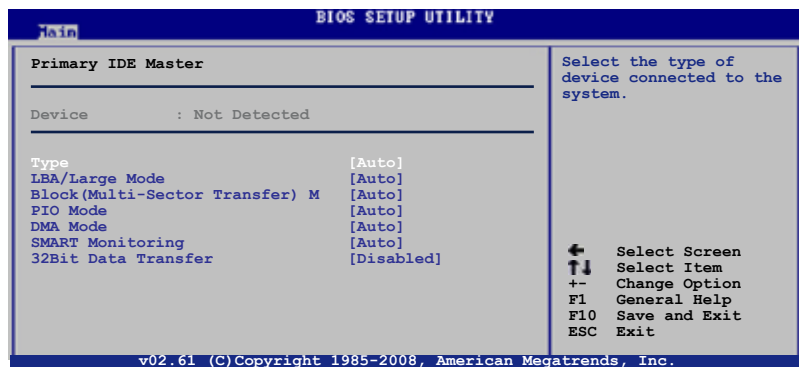 BIOS SETUP UTILITY
Main
Primary IDE Master
Device : Not Detected
Type [Auto]
LBA/Large Mode [Auto]
Block(Multi-Sector Transfer) M [Auto]
PIO Mode [Auto]
DMA Mode [Auto]
SMART Monitoring [Auto]
32Bit Data Transfer [Disabled]
Select the type of
device connected to the
system.
← Select Screen
↑↓ Select Item
+- Change Option
F1 General Help
F10 Save and Exit
ESC Exit
v02.61 (C)Copyright 1985-2008, American Megatrends, Inc.